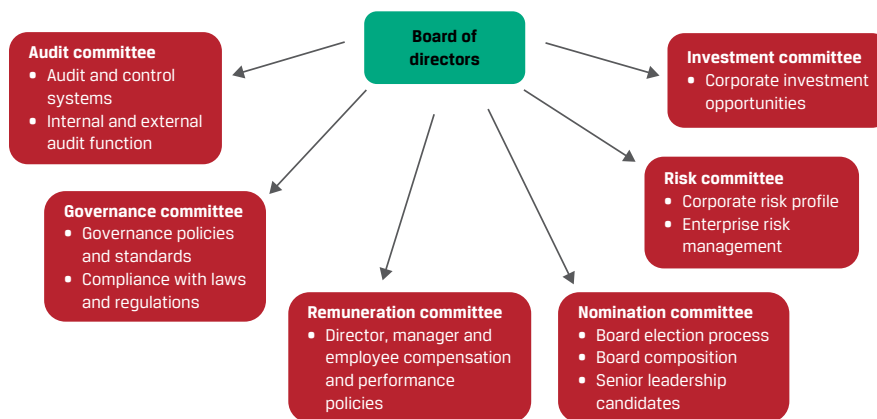 Board of
directors
Audit committee
• Audit and control
systems
• Internal and external
audit function
Investment committee
• Corporate investment
opportunities
Governance committee
• Governance policies
and standards
• Compliance with laws
and regulations
Risk committee
• Corporate risk profile
• Enterprise risk
management
Remuneration committee
• Director, manager and
employee compensation
and performance
policies
Nomination committee
• Board election process
• Board composition
• Senior leadership
candidates